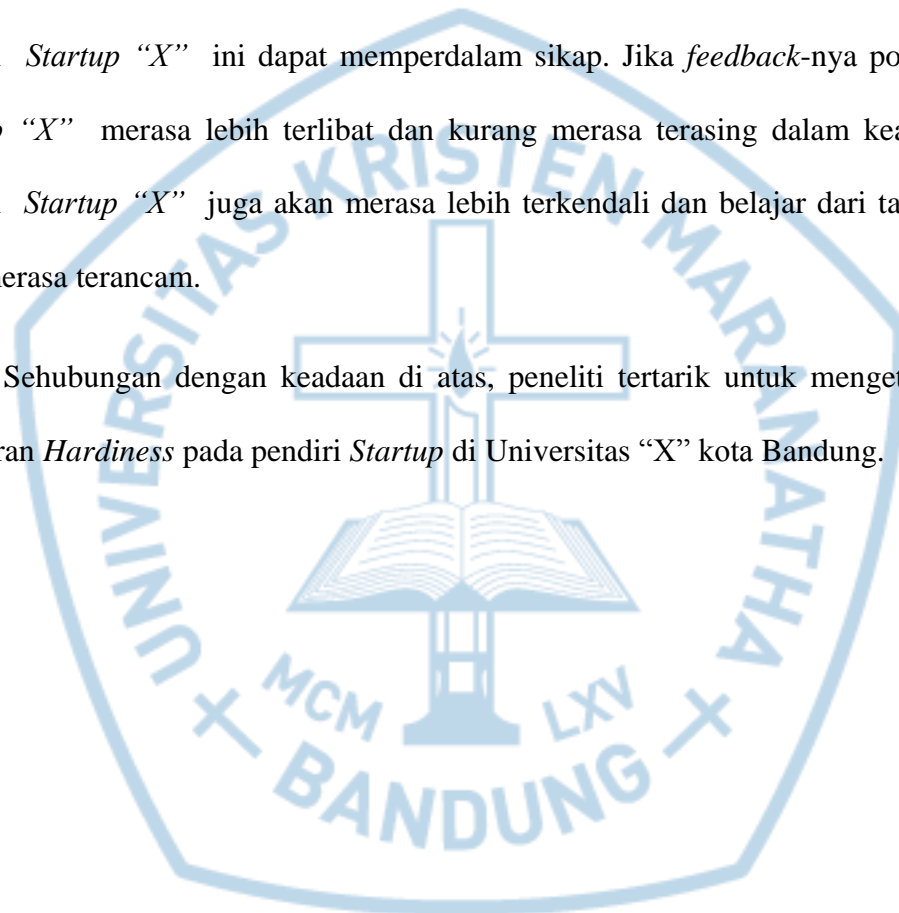 Startup “X” ini dapat memperdalam sikap. Jika feedback-nya po
“X” merasa lebih terlibat dan kurang merasa terasing dalam kea
Startup “X” juga akan merasa lebih terkendali dan belajar dari ta
merasa terancam.
Sehubungan dengan keadaan di atas, peneliti tertarik untuk menget
ran Hardiness pada pendiri Startup di Universitas “X” kota Bandung.
UNIVERSITAS KRISTEN MARANATHA
MCM LXV
BANDUNG